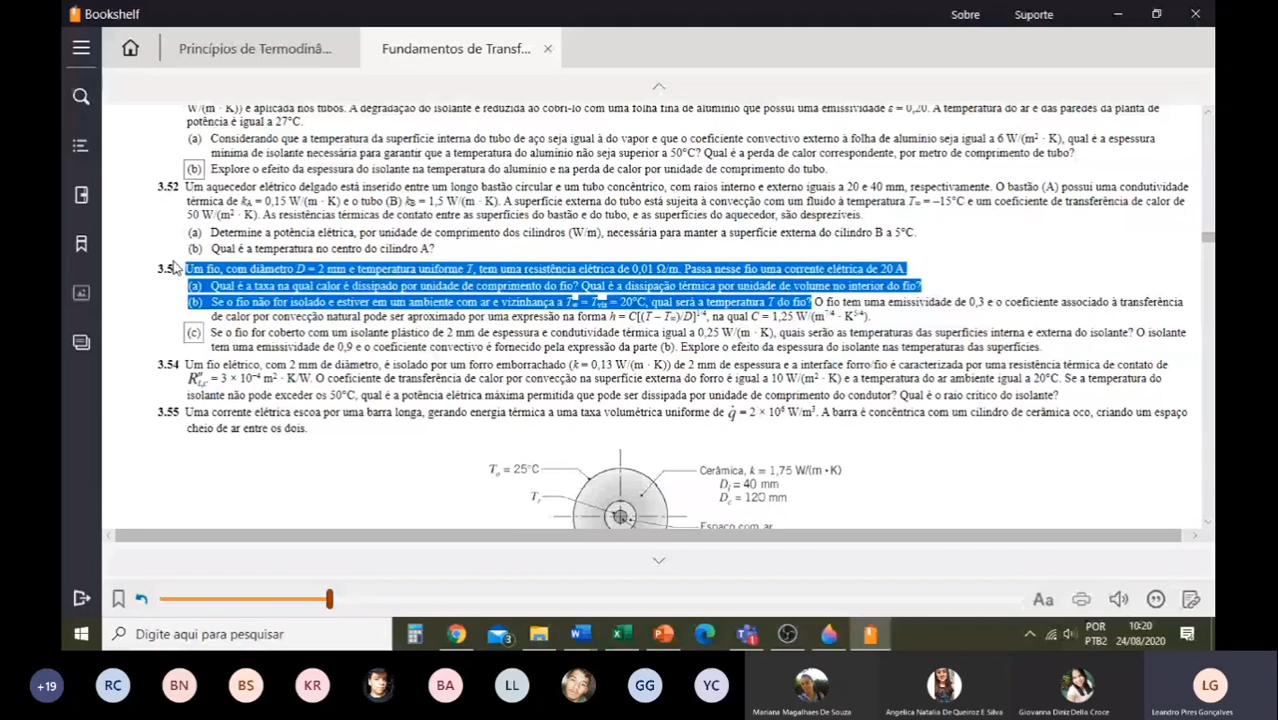 Bookshelf
Sobre
Suporte
Princípios de Termodinâ...
Fundamentos de Transf...
W/(m · K)) e aplicada nos tubos. A degradação do isolante e reduzida ao cobri-lo com uma folha fina de alumínio que possui uma emissividade ε = 0,20. A temperatura do ar e das paredes da planta de
potência é igual a 27°C.
(a) Considerando que a temperatura da superfície interna do tubo de aço seja igual à do vapor e que o coeficiente convectivo externo à folha de alumínio seja igual a 6 W/(m² · K), qual é a espessura
mínima de isolante necessária para garantir que a temperatura do alumínio não seja superior a 50°C? Qual é a perda de calor correspondente, por metro de comprimento de tubo?
(b) Explore o efeito da espessura do isolante na temperatura do alumínio e na perda de calor por unidade de comprimento do tubo.
3.52 Um aquecedor elétrico delgado está inserido entre um longo bastão circular e um tubo concêntrico, com raios interno e externo iguais a 20 e 40 mm, respectivamente. O bastão (A) possui uma condutividade
térmica de kA = 0,15 W/(m · K) e o tubo (B) kB = 1,5 W/(m · K). A superfície externa do tubo está sujeita à convecção com um fluido à temperatura T∞ = –15°C e um coeficiente de transferência de calor de
50 W/(m² · K). As resistências térmicas de contato entre as superfícies do bastão e do tubo, e as superfícies do aquecedor, são desprezíveis.
(a) Determine a potência elétrica, por unidade de comprimento dos cilindros (W/m), necessária para manter a superfície externa do cilindro B a 5°C.
(b) Qual é a temperatura no centro do cilindro A?
3.5 Um fio, com diâmetro D = 2 mm e temperatura uniforme T, tem uma resistência elétrica de 0,01 Ω/m. Passa nesse fio uma corrente elétrica de 20 A.
(a) Qual é a taxa na qual calor é dissipado por unidade de comprimento do fio? Qual é a dissipação térmica por unidade de volume no interior do fio?
(b) Se o fio não for isolado e estiver em um ambiente com ar e vizinhança a T∞ = Tviz = 20°C, qual será a temperatura T do fio? O fio tem uma emissividade de 0,3 e o coeficiente associado à transferência
de calor por convecção natural pode ser aproximado por uma expressão na forma h = C[(T – T∞)/D]1/4, na qual C = 1,25 W/(m7/4 · K5/4).
(c) Se o fio for coberto com um isolante plástico de 2 mm de espessura e condutividade térmica igual a 0,25 W/(m · K), quais serão as temperaturas das superfícies interna e externa do isolante? O isolante
tem uma emissividade de 0,9 e o coeficiente convectivo é fornecido pela expressão da parte (b). Explore o efeito da espessura do isolante nas temperaturas das superfícies.
3.54 Um fio elétrico, com 2 mm de diâmetro, é isolado por um forro emborrachado (k = 0,13 W/(m · K)) de 2 mm de espessura e a interface forro/fio é caracterizada por uma resistência térmica de contato de
R″t,c = 3 × 10–4 m² · K/W. O coeficiente de transferência de calor por convecção na superfície externa do forro é igual a 10 W/(m² · K) e a temperatura do ar ambiente igual a 20°C. Se a temperatura do
isolante não pode exceder os 50°C, qual é a potência elétrica máxima permitida que pode ser dissipada por unidade de comprimento do condutor? Qual é o raio crítico do isolante?
3.55 Uma corrente elétrica escoa por uma barra longa, gerando energia térmica a uma taxa volumétrica uniforme de q̇ = 2 × 10⁶ W/m³. A barra é concêntrica com um cilindro de cerâmica oco, criando um espaço
cheio de ar entre os dois.
To = 25°C
Cerâmica, k = 1,75 W/(m • K)
Di = 40 mm
Dc = 120 mm
Tr
Espaço com ar
Aa
Digite aqui para pesquisar
3
POR
PTB2
10:20
24/08/2020
+19
RC
BN
BS
KR
BA
LL
GG
YC
LG
Mariana Magalhaes De Souza
Angelica Natalia De Queiroz E Silva
Giovanna Diniz Della Croce
Leandro Pires Gonçalves